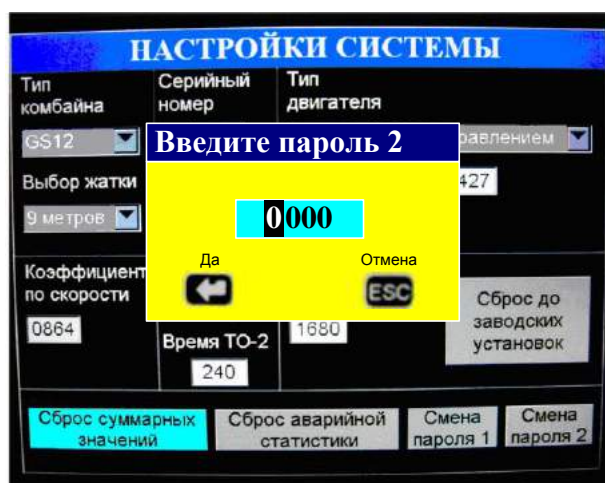 НАСТРОЙКИ СИСТЕМЫ
Тип
комбайна
Серийный
номер
Тип
двигателя
GS12
Введите пароль 2
Выбор жатки
427
9 метров
0000
Да
Отмена
ESC
Коэффициент
по скорости
0864
Время ТО-2
240
1680
Сброс до
заводских
установок
Сброс суммарных
значений
Сброс аварийной
статистики
Смена
пароля 1
Смена
пароля 2